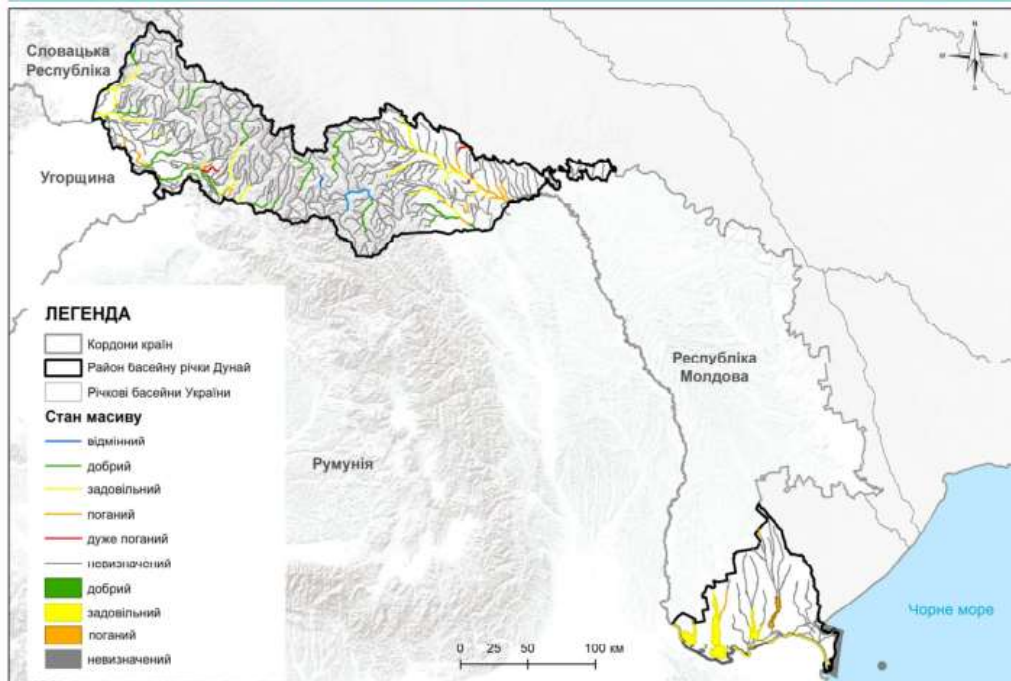 Словацька
Республіка
Угорщина
N
ЛЕГЕНДА
Кордони країн
Район басейну річки Дунай
Річкові басейни України
Стан масиву
відмінний
добрий
задовільний
поганий
дуже поганий
невизначений
добрий
задовільний
поганий
невизначений
Румунія
Республіка
Молдова
Чорне море
0 25 50 100 км